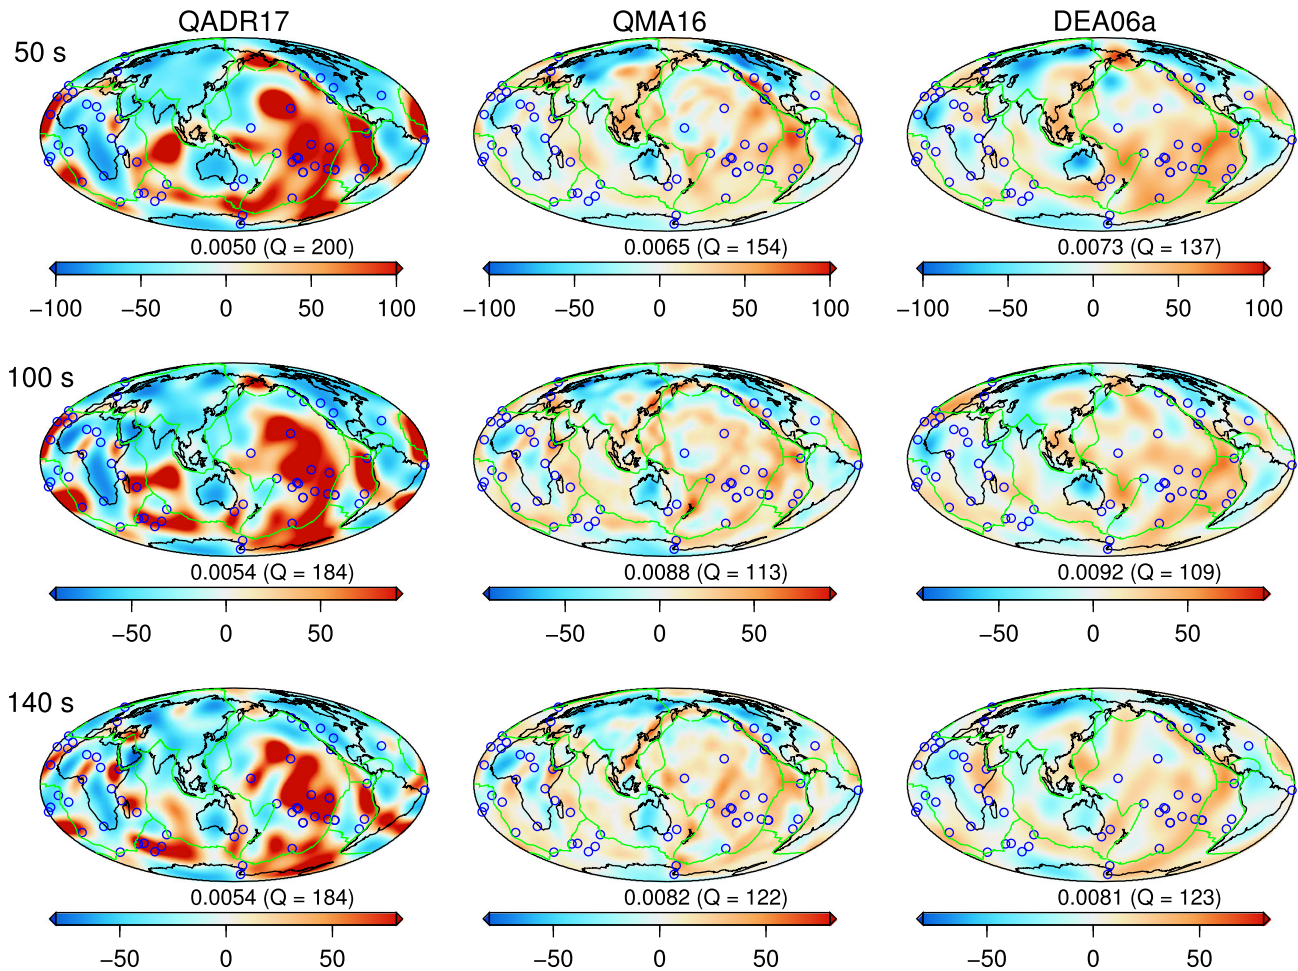 QADR17 QMA16 DEA06a
50 s
0.0050 (Q = 200) 0.0065 (Q = 154) 0.0073 (Q = 137)
−100 −50 0 50 100 −100 −50 0 50 100 −100 −50 0 50 100
100 s
0.0054 (Q = 184) 0.0088 (Q = 113) 0.0092 (Q = 109)
−50 0 50 −50 0 50 −50 0 50
140 s
0.0054 (Q = 184) 0.0082 (Q = 122) 0.0081 (Q = 123)
−50 0 50 −50 0 50 −50 0 50